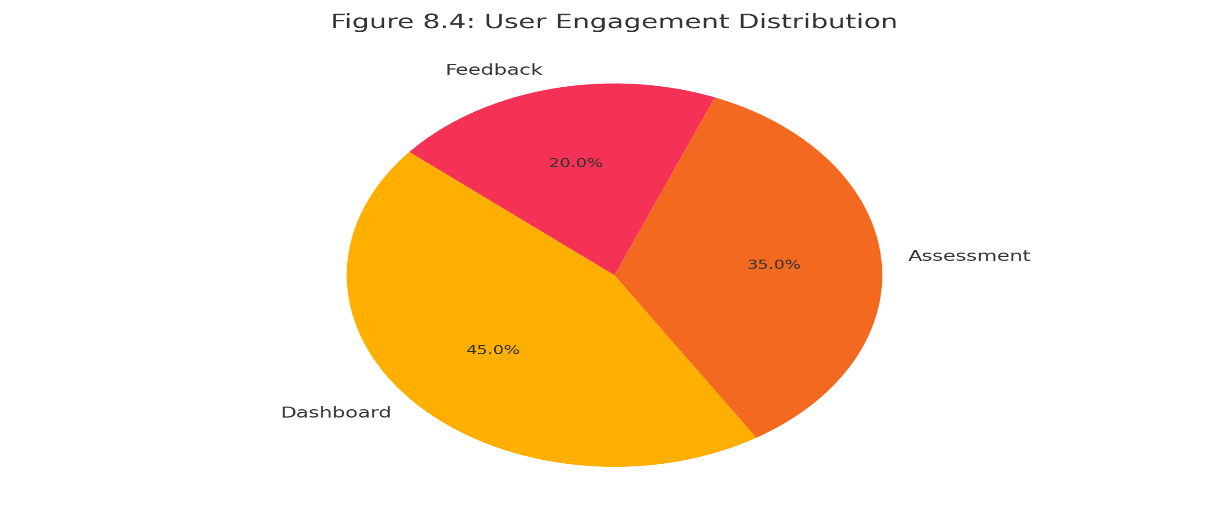 Figure 8.4: User Engagement Distribution
Feedback
20.0%
Assessment
35.0%
45.0%
Dashboard